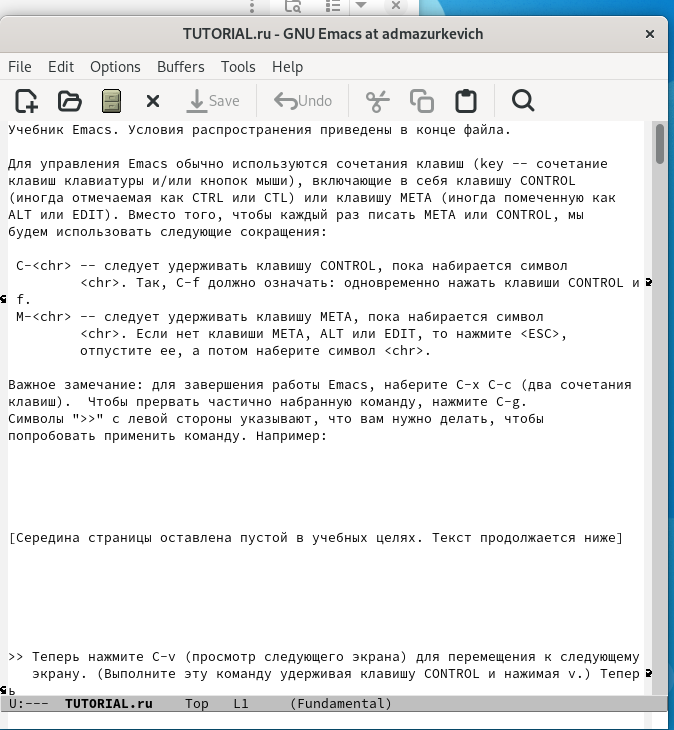 TUTORIAL.ru - GNU Emacs at admazurkevich
File Edit Options Buffers Tools Help
Save Undo
Учебник Emacs. Условия распространения приведены в конце файла.
Для управления Emacs обычно используются сочетания клавиш (key -- сочетание
клавиш клавиатуры и/или кнопок мыши), включающие в себя клавишу CONTROL
(иногда отмечаемая как CTRL или CTL) или клавишу META (иногда помеченную как
ALT или EDIT). Вместо того, чтобы каждый раз писать META или CONTROL, мы
будем использовать следующие сокращения:
C-<chr> -- следует удерживать клавишу CONTROL, пока набирается символ
<chr>. Так, C-f должно означать: одновременно нажать клавиши CONTROL и
f.
M-<chr> -- следует удерживать клавишу META, пока набирается символ
<chr>. Если нет клавиши META, ALT или EDIT, то нажмите <ESC>,
отпустите ее, а потом наберите символ <chr>.
Важное замечание: для завершения работы Emacs, наберите C-x C-c (два сочетания
клавиш). Чтобы прервать частично набранную команду, нажмите C-g.
Символы ">>" с левой стороны указывают, что вам нужно делать, чтобы
попробовать применить команду. Например:
[Середина страницы оставлена пустой в учебных целях. Текст продолжается ниже]
>> Теперь нажмите C-v (просмотр следующего экрана) для перемещения к следующему
экрану. (Выполните эту команду удерживая клавишу CONTROL и нажимая v.) Тепер
ь
U:--- TUTORIAL.ru Top L1 (Fundamental)